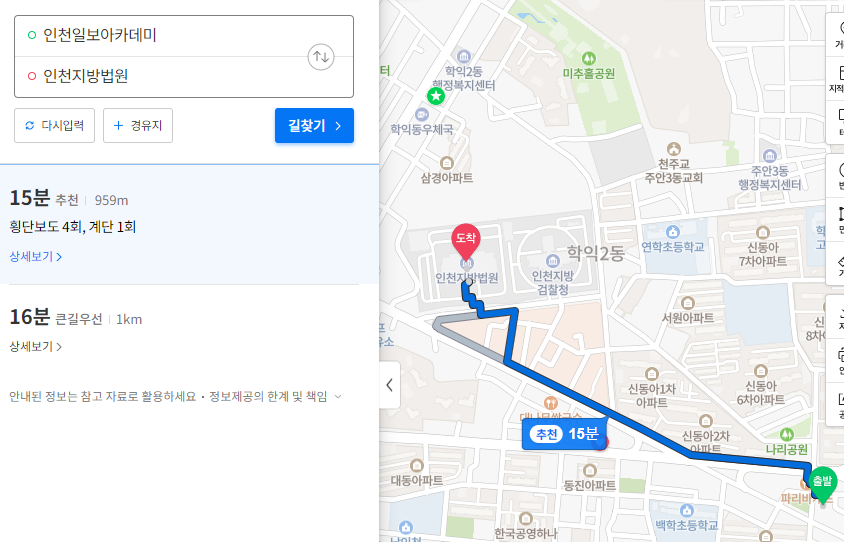 인천일보아카데미
인천지방법원
다시입력
경유지
길찾기
15분 추천 959m
횡단보도 4회, 계단 1회
상세보기
16분 큰길우선 1km
상세보기
안내된 정보는 참고 자료로 활용하세요 · 정보제공의 한계 및 책임
터
학익2동
행정복지센터
학익동우체국
삼경아파트
미추홀공원
천주교
주안3동교회
주안3동
행정복지센터
도착
인천지방법원
인천지방
검찰청
학익2동
연학초등학교
신동아
7차아파트
서원아파트
신동아1차
아파트
신동아
6차아파트
신동아2차
아파트
나리공원
추천 15분
출발
대동아파트
동진아파트
한국공영하나
백학초등학교